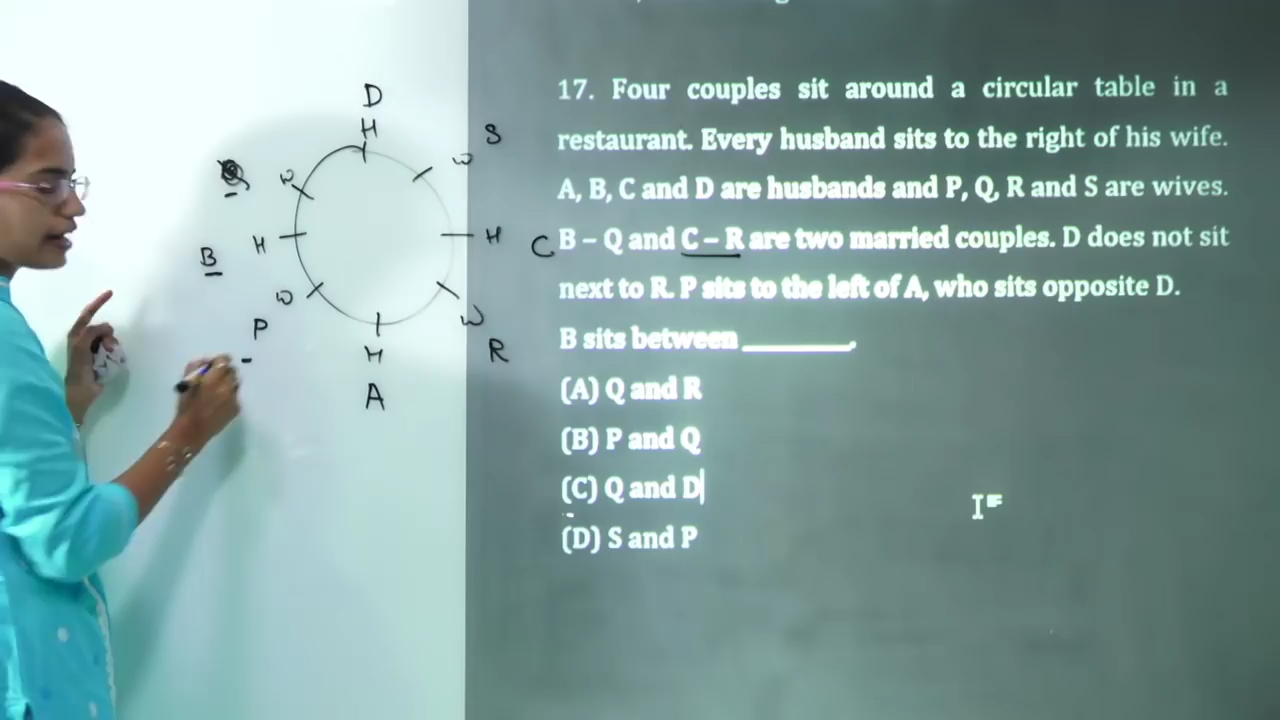 17. Four couples sit around a circular table in a
restaurant. Every husband sits to the right of his wife.
A, B, C and D are husbands and P, Q, R and S are wives.
B – Q and C – R are two married couples. D does not sit
next to R. P sits to the left of A, who sits opposite D.
B sits between ________.
(A) Q and R
(B) P and Q
(C) Q and D
(D) S and P
D
H
S
W
W
H
B
H
C
W
P
W
R
H
A